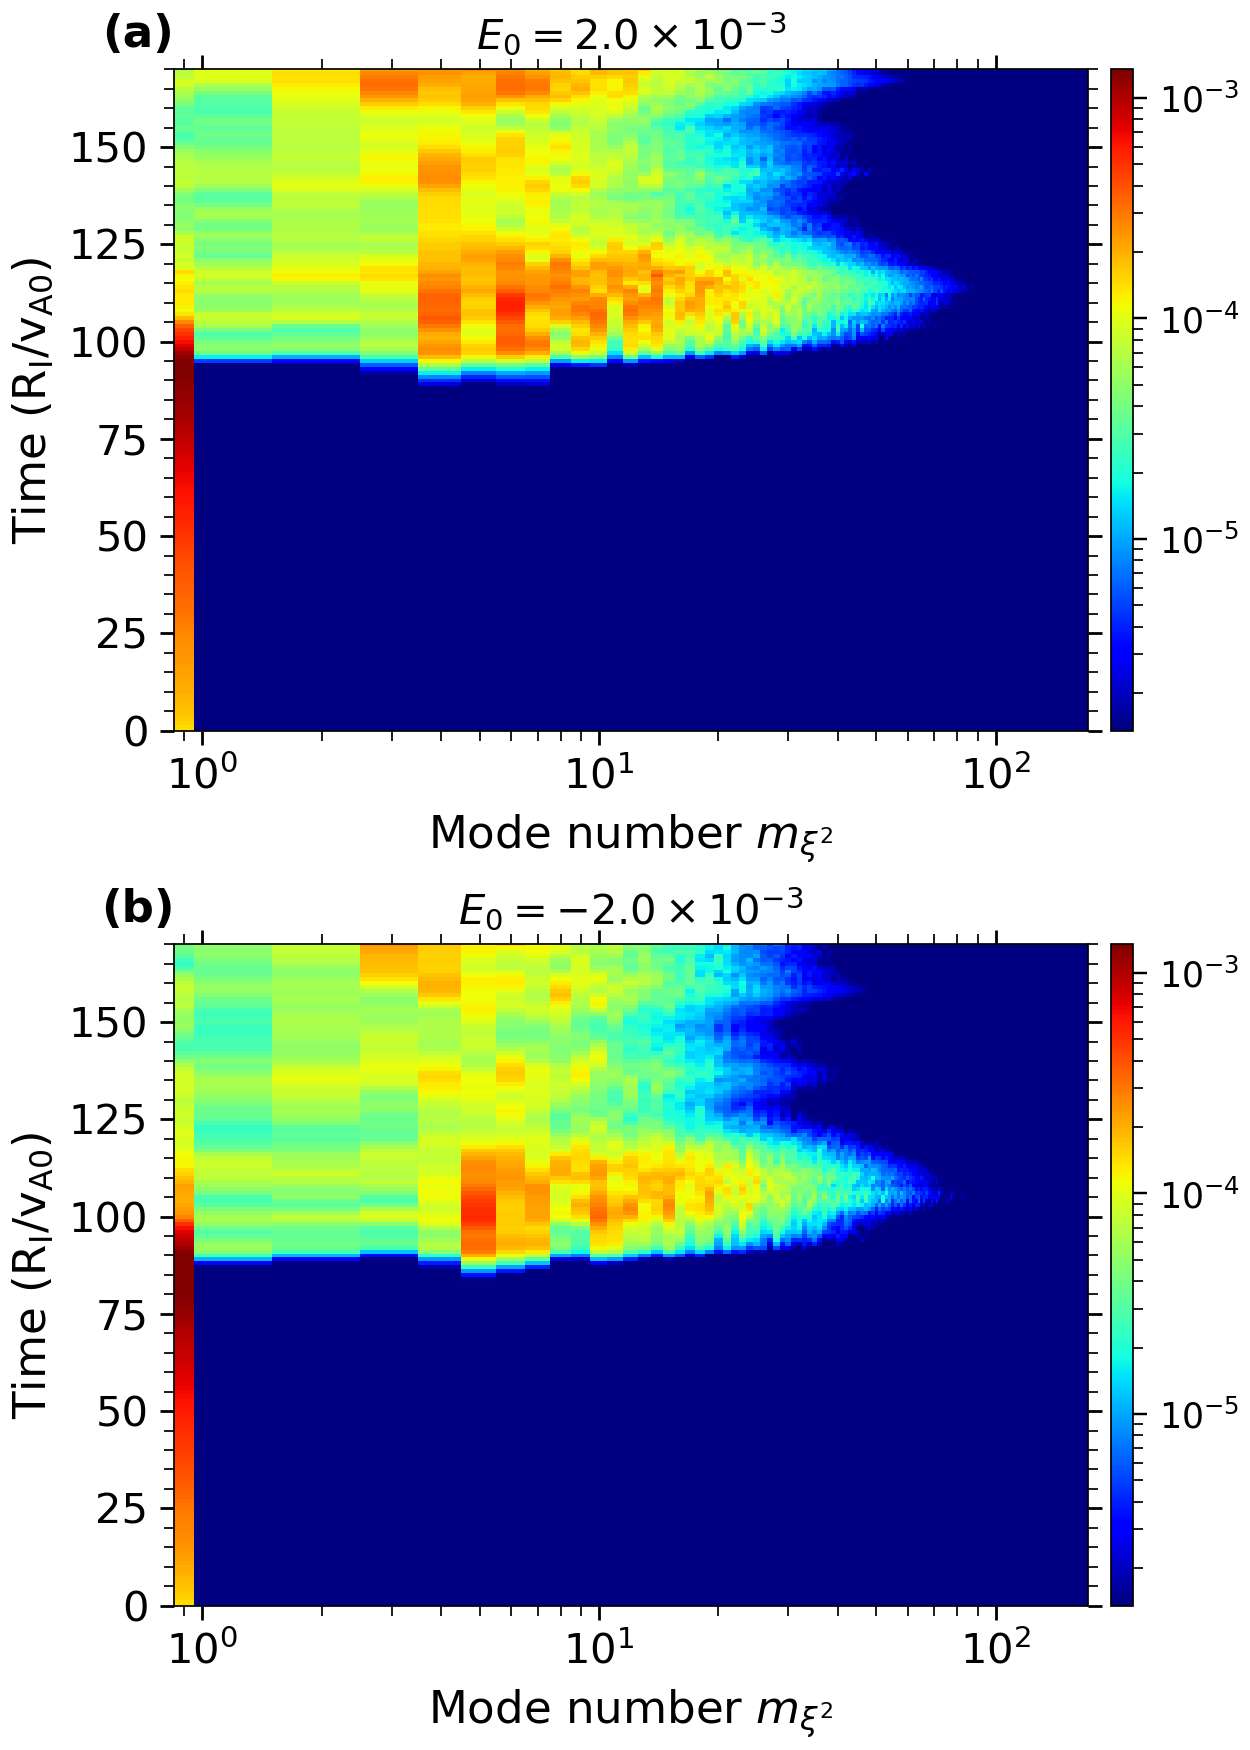 (a) E₀ = 2.0 × 10⁻³
10⁻³
10⁻⁴
10⁻⁵
150
125
100
75
50
25
0
Time (R_I/v_A0)
10⁰ 10¹ 10²
Mode number m_ξ²
(b) E₀ = −2.0 × 10⁻³
10⁻³
10⁻⁴
10⁻⁵
150
125
100
75
50
25
0
Time (R_I/v_A0)
10⁰ 10¹ 10²
Mode number m_ξ²